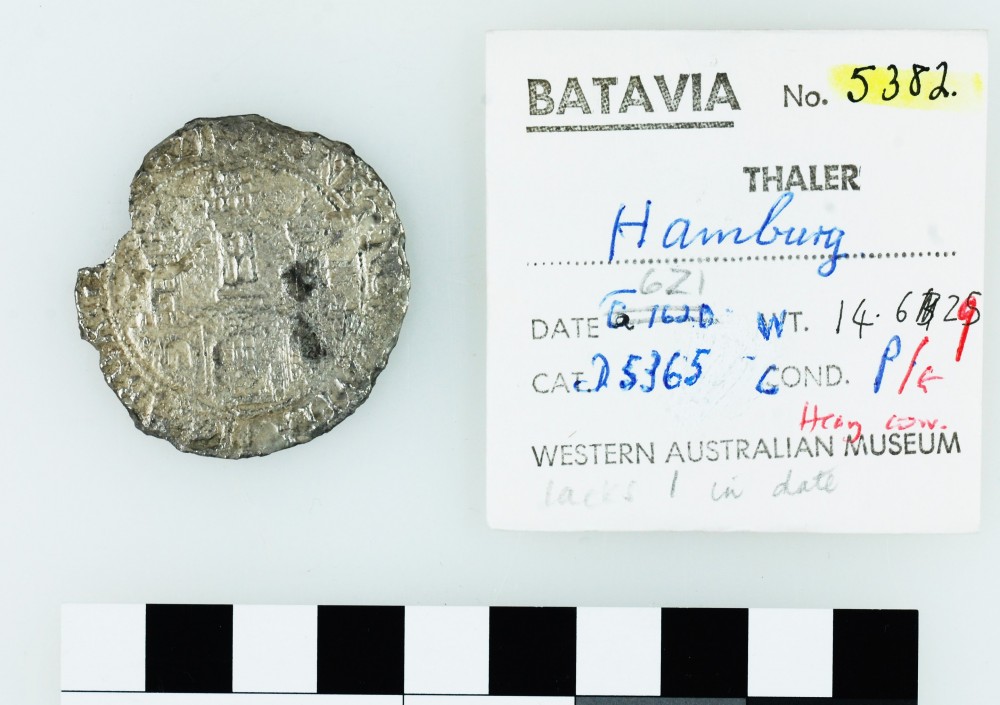 BATAVIA No. 5382.
THALER
Hamburg
621
DATE 1620 WT. 14.6
CAT. D5365 COND. P/F
Heavy corr.
WESTERN AUSTRALIAN MUSEUM
lacks 1 in date